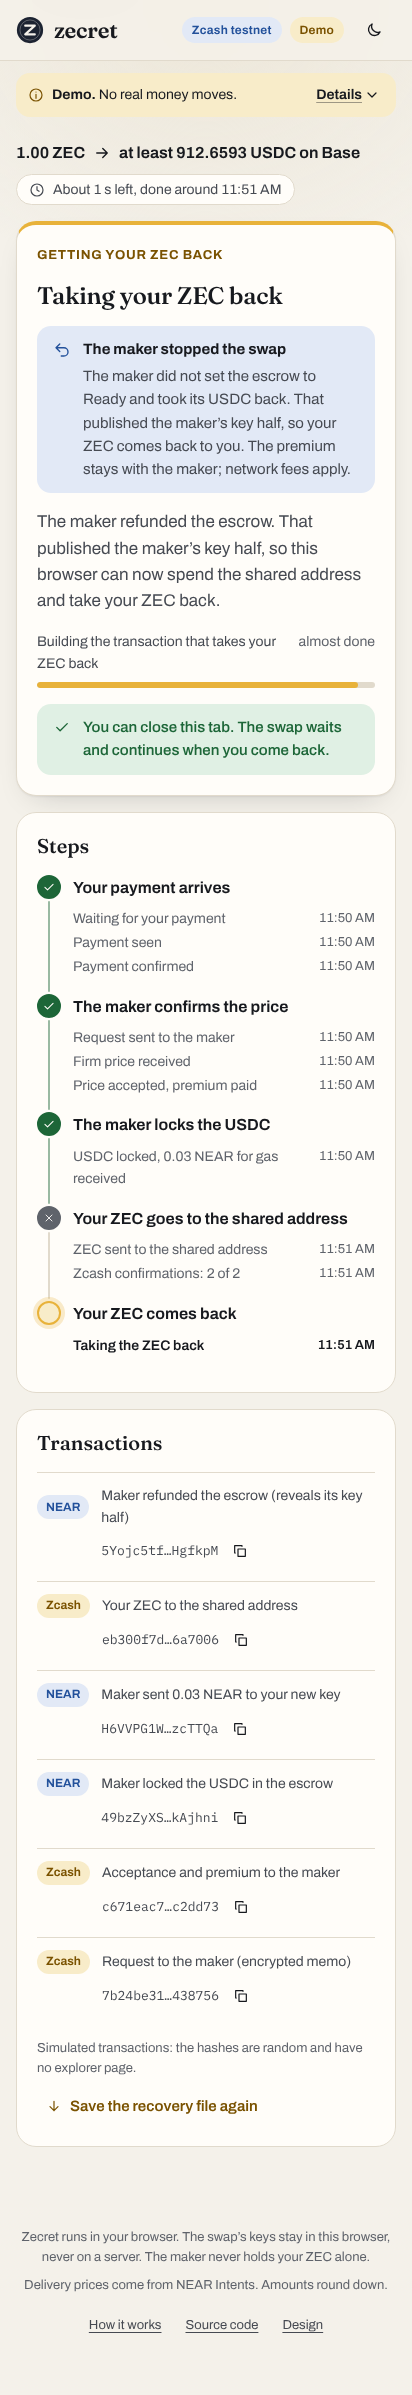 zecret
Zcash testnet
Demo
Demo. No real money moves.
Details
1.00 ZEC → at least 912.6593 USDC on Base
About 1 s left, done around 11:51 AM
GETTING YOUR ZEC BACK
Taking your ZEC back
The maker stopped the swap
The maker did not set the escrow to
Ready and took its USDC back. That
published the maker’s key half, so your
ZEC comes back to you. The premium
stays with the maker; network fees apply.
The maker refunded the escrow. That
published the maker’s key half, so this
browser can now spend the shared address
and take your ZEC back.
Building the transaction that takes your
ZEC back
almost done
You can close this tab. The swap waits
and continues when you come back.
Steps
Your payment arrives
Waiting for your payment 11:50 AM
Payment seen 11:50 AM
Payment confirmed 11:50 AM
The maker confirms the price
Request sent to the maker 11:50 AM
Firm price received 11:50 AM
Price accepted, premium paid 11:50 AM
The maker locks the USDC
USDC locked, 0.03 NEAR for gas 11:50 AM
received
Your ZEC goes to the shared address
ZEC sent to the shared address 11:51 AM
Zcash confirmations: 2 of 2 11:51 AM
Your ZEC comes back
Taking the ZEC back 11:51 AM
Transactions
NEAR
Maker refunded the escrow (reveals its key
half)
5Yojc5tf…HgfkpM
Zcash
Your ZEC to the shared address
eb300f7d…6a7006
NEAR
Maker sent 0.03 NEAR to your new key
H6VVPG1W…zcTTQa
NEAR
Maker locked the USDC in the escrow
49bzZyXS…kAjhni
Zcash
Acceptance and premium to the maker
c671eac7…c2dd73
Zcash
Request to the maker (encrypted memo)
7b24be31…438756
Simulated transactions: the hashes are random and have
no explorer page.
Save the recovery file again
Zecret runs in your browser. The swap’s keys stay in this browser,
never on a server. The maker never holds your ZEC alone.
Delivery prices come from NEAR Intents. Amounts round down.
How it works
Source code
Design